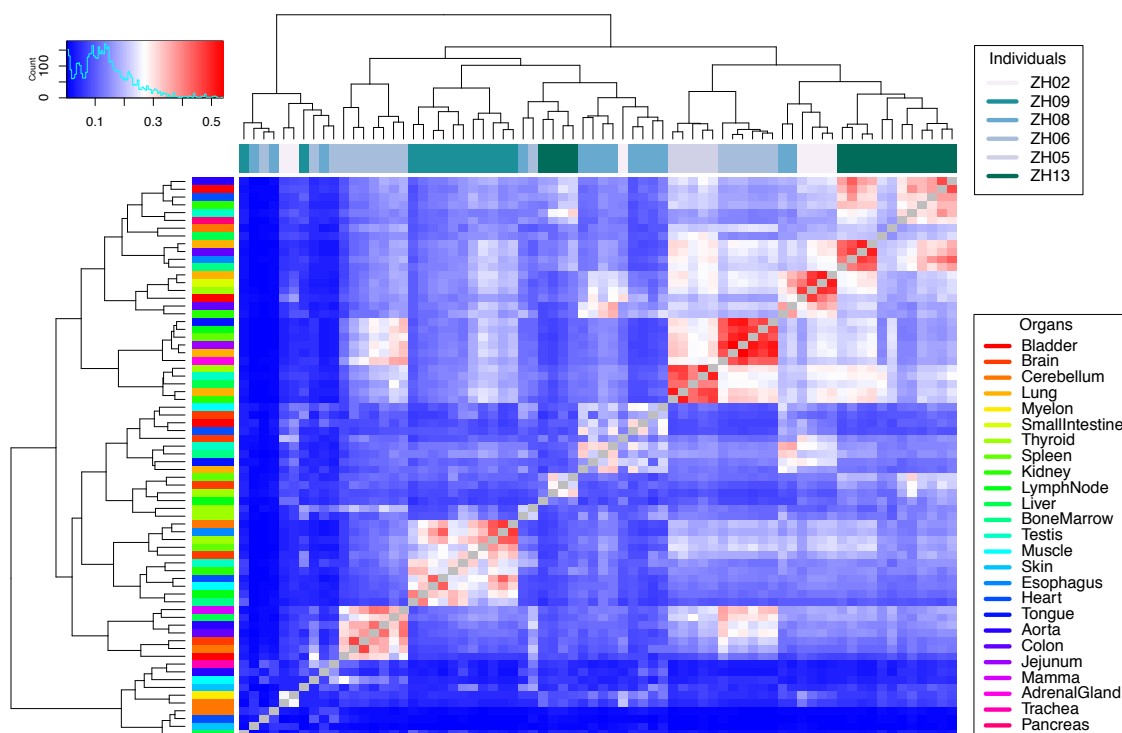 Count
0 100
0.1 0.3 0.5
Individuals
ZH02
ZH09
ZH08
ZH06
ZH05
ZH13
Organs
Bladder
Brain
Cerebellum
Lung
Myelon
SmallIntestine
Thyroid
Spleen
Kidney
LymphNode
Liver
BoneMarrow
Testis
Muscle
Skin
Esophagus
Heart
Tongue
Aorta
Colon
Jejunum
Mamma
AdrenalGland
Trachea
Pancreas